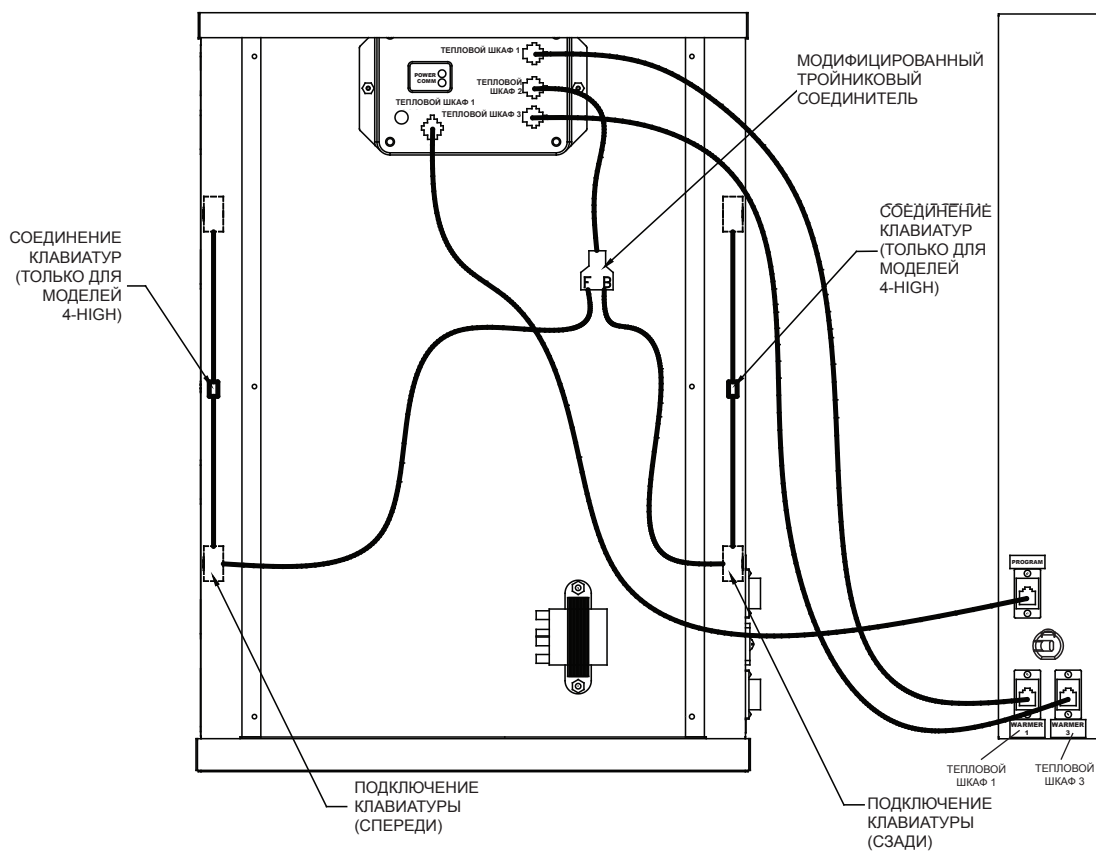 ТЕПЛОВОЙ ШКАФ 1
POWER
COMM
ТЕПЛОВОЙ
ШКАФ 2
ТЕПЛОВОЙ ШКАФ 1
ТЕПЛОВОЙ ШКАФ 3
МОДИФИЦИРОВАННЫЙ
ТРОЙНИКОВЫЙ
СОЕДИНИТЕЛЬ
СОЕДИНЕНИЕ
КЛАВИАТУР
(ТОЛЬКО ДЛЯ
МОДЕЛЕЙ
4-HIGH)
СОЕДИНЕНИЕ
КЛАВИАТУР
(ТОЛЬКО ДЛЯ
МОДЕЛЕЙ
4-HIGH)
F B
PROGRAM
WARMER
1
WARMER
3
ТЕПЛОВОЙ
ШКАФ 1
ТЕПЛОВОЙ
ШКАФ 3
ПОДКЛЮЧЕНИЕ
КЛАВИАТУРЫ
(СПЕРЕДИ)
ПОДКЛЮЧЕНИЕ
КЛАВИАТУРЫ
(СЗАДИ)